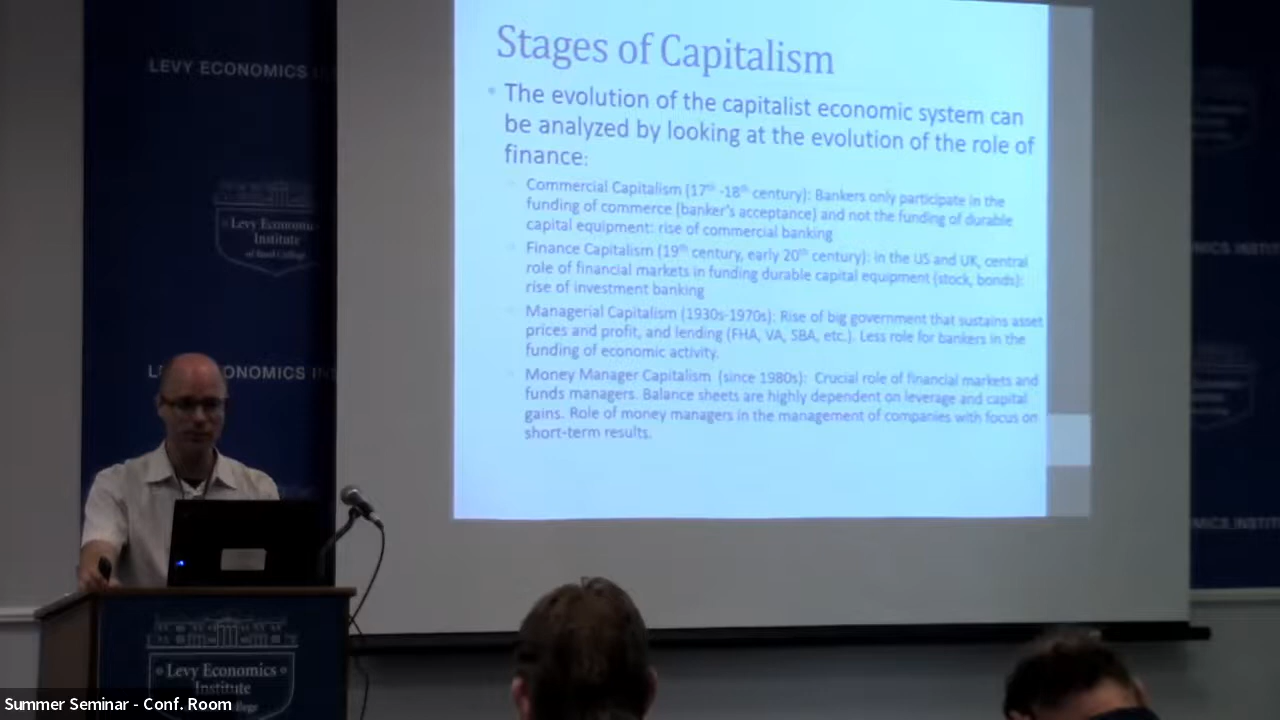 LEVY ECONOMICS
Levy Economi
Institute
of Bard College
L ONOMICS IN
Stages of Capitalism
• The evolution of the capitalist economic system can
be analyzed by looking at the evolution of the role of
finance:
Commercial Capitalism (17th -18th century): Bankers only participate in the
funding of commerce (banker's acceptance) and not the funding of durable
capital equipment: rise of commercial banking
Finance Capitalism (19th century, early 20th century): in the US and UK, central
role of financial markets in funding durable capital equipment (stock, bonds):
rise of investment banking
Managerial Capitalism (1930s-1970s): Rise of big government that sustains asset
prices and profit, and lending (FHA, VA, SBA, etc.). Less role for bankers in the
funding of economic activity.
Money Manager Capitalism (since 1980s): Crucial role of financial markets and
funds managers. Balance sheets are highly dependent on leverage and capital
gains. Role of money managers in the management of companies with focus on
short-term results.
MICS INSTIT
Levy Economics
Institute
llege
Summer Seminar - Conf. Room